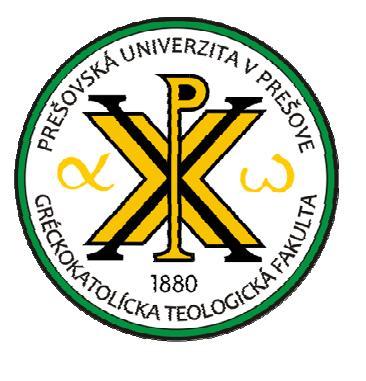 PREŠOVSKÁ UNIVERZITA V PREŠOVE
α ω
1880
GRÉCKOKATOLÍCKA TEOLOGICKÁ FAKULTA